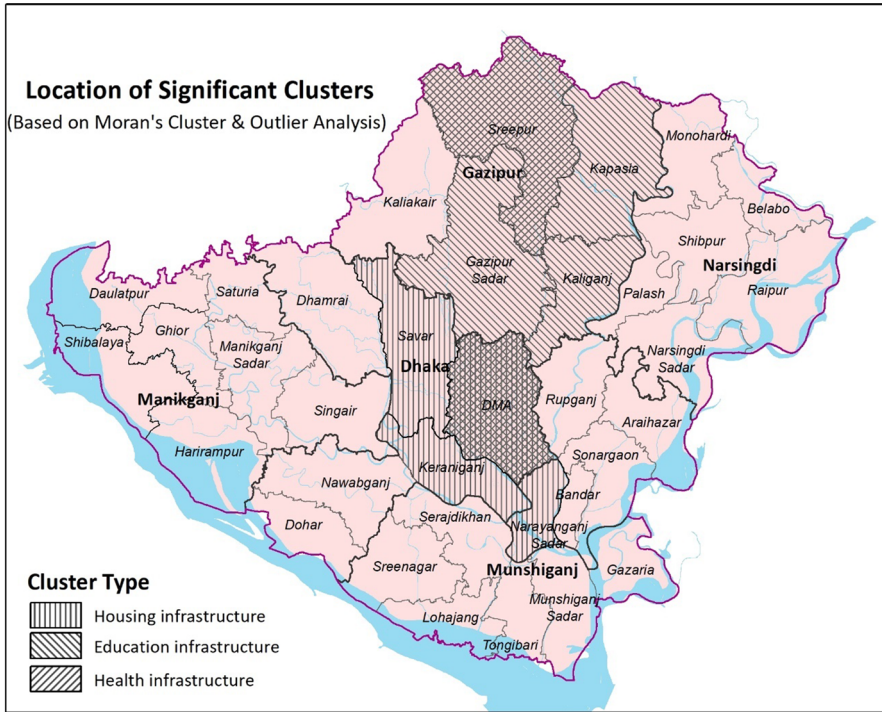 Location of Significant Clusters
(Based on Moran's Cluster & Outlier Analysis)
Sreepur
Monohardi
Gazipur
Kapasia
Kaliakair
Belabo
Shibpur
Gazipur
Sadar
Kaliganj
Narsingdi
Daulatpur
Saturia
Dhamrai
Palash
Raipur
Shibalaya
Ghior
Manikganj
Sadar
Savar
Narsingdi
Sadar
Dhaka
Manikganj
Singair
DMA
Rupganj
Araihazar
Harirampur
Keraniganj
Sonargaon
Nawabganj
Bandar
Dohar
Serajdikhan
Narayanganj
Sadar
Sreenagar
Munshiganj
Gazaria
Munshiganj
Sadar
Lohajang
Tongibari
Cluster Type
Housing infrastructure
Education infrastructure
Health infrastructure